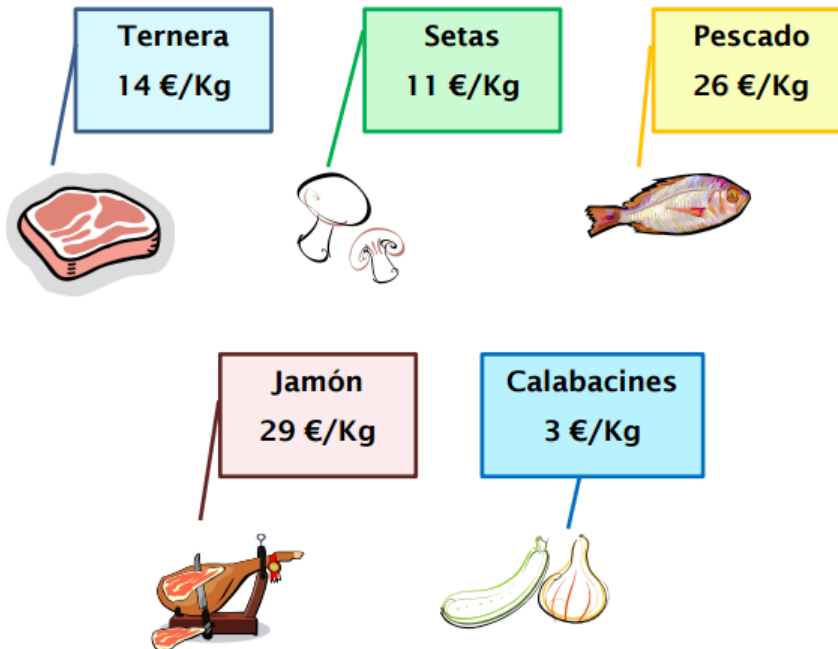 Ternera
14 €/Kg
Setas
11 €/Kg
Pescado
26 €/Kg
Jamón
29 €/Kg
Calabacines
3 €/Kg